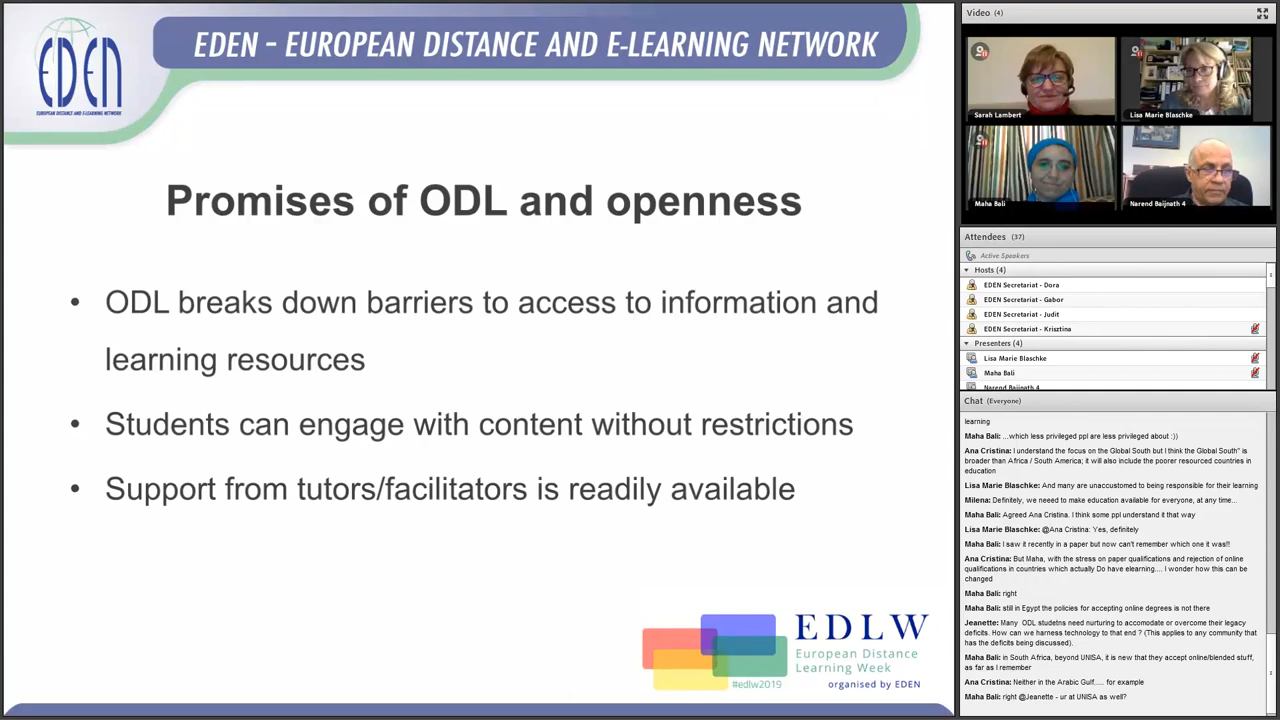 EDEN
EUROPEAN DISTANCE AND E-LEARNING NETWORK
EDEN - EUROPEAN DISTANCE AND E-LEARNING NETWORK
Promises of ODL and openness
• ODL breaks down barriers to access to information and
learning resources
• Students can engage with content without restrictions
• Support from tutors/facilitators is readily available
EDLW
European Distance
Learning Week
#edlw2019
organised by EDEN
Video (4)
Sarah Lambert
Lisa Marie Blaschke
Maha Bali
Narend Baijnath 4
Attendees (37)
Active Speakers
Hosts (4)
EDEN Secretariat - Dora
EDEN Secretariat - Gabor
EDEN Secretariat - Judit
EDEN Secretariat - Krisztina
Presenters (4)
Lisa Marie Blaschke
Maha Bali
Narend Baijnath 4
Chat (Everyone)
learning
Maha Bali: ...which less privileged ppl are less privileged about :))
Ana Cristina: I understand the focus on the Global South but I think the Global South" is
broader than Africa / South America; it will also include the poorer resourced countries in
education
Lisa Marie Blaschke: And many are unaccustomed to being responsible for their learning
Milena: Definitely, we need to make education available for everyone, at any time...
Maha Bali: Agreed Ana Cristina. I think some ppl understand it that way
Lisa Marie Blaschke: @Ana Cristina: Yes, definitely
Maha Bali: I saw it recently in a paper but now can't remember which one it was!!
Ana Cristina: But Maha, with the stress on paper qualifications and rejection of online
qualifications in countries which actually Do have elearning.... I wonder how this can be
changed
Maha Bali: right
Maha Bali: still in Egypt the policies for accepting online degrees is not there
Jeanette: Many ODL studetns need nurturing to accomodate or overcome their legacy
deficits. How can we harness technology to that end ? (This applies to any community that
has the deficits being discussed).
Maha Bali: in South Africa, beyond UNISA, it is new that they accept online/blended stuff,
as far as I remember
Ana Cristina: Neither in the Arabic Gulf..... for example
Maha Bali: right @Jeanette - ur at UNISA as well?